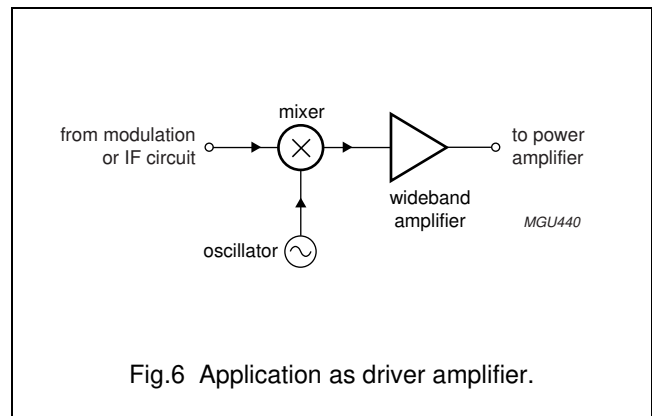 mixer
from modulation
or IF circuit
to power
amplifier
wideband
amplifier
MGU440
oscillator
Fig.6 Application as driver amplifier.